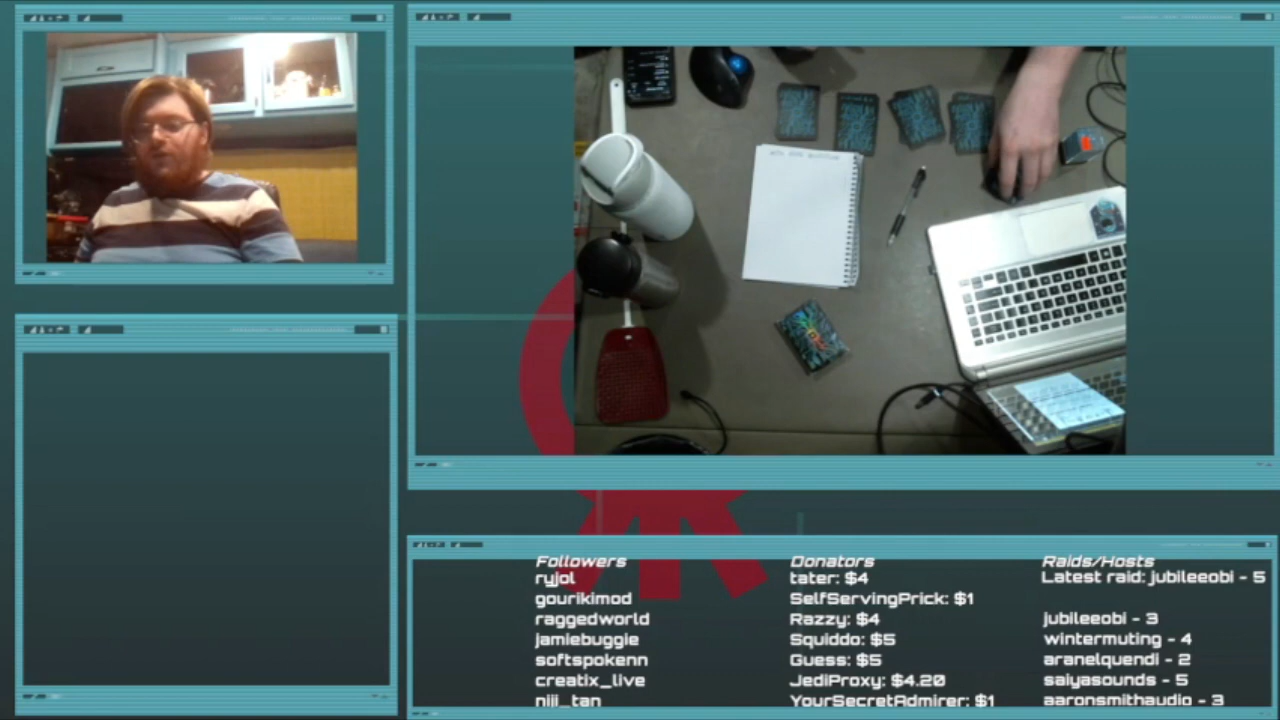 Followers
ryjol
gourikimod
raggedworld
jamiebuggie
softspokenn
creatix_live
niji_tan
Donators
tater: $4
SelfServingPrick: $1
Razzy: $4
Squiddo: $5
Guess: $5
JediProxy: $4.20
YourSecretAdmirer: $1
Raids/Hosts
Latest raid: jubileeobi - 5
jubileeobi - 3
wintermuting - 4
aranelquendi - 2
saiyasounds - 5
aaronsmithaudio - 3